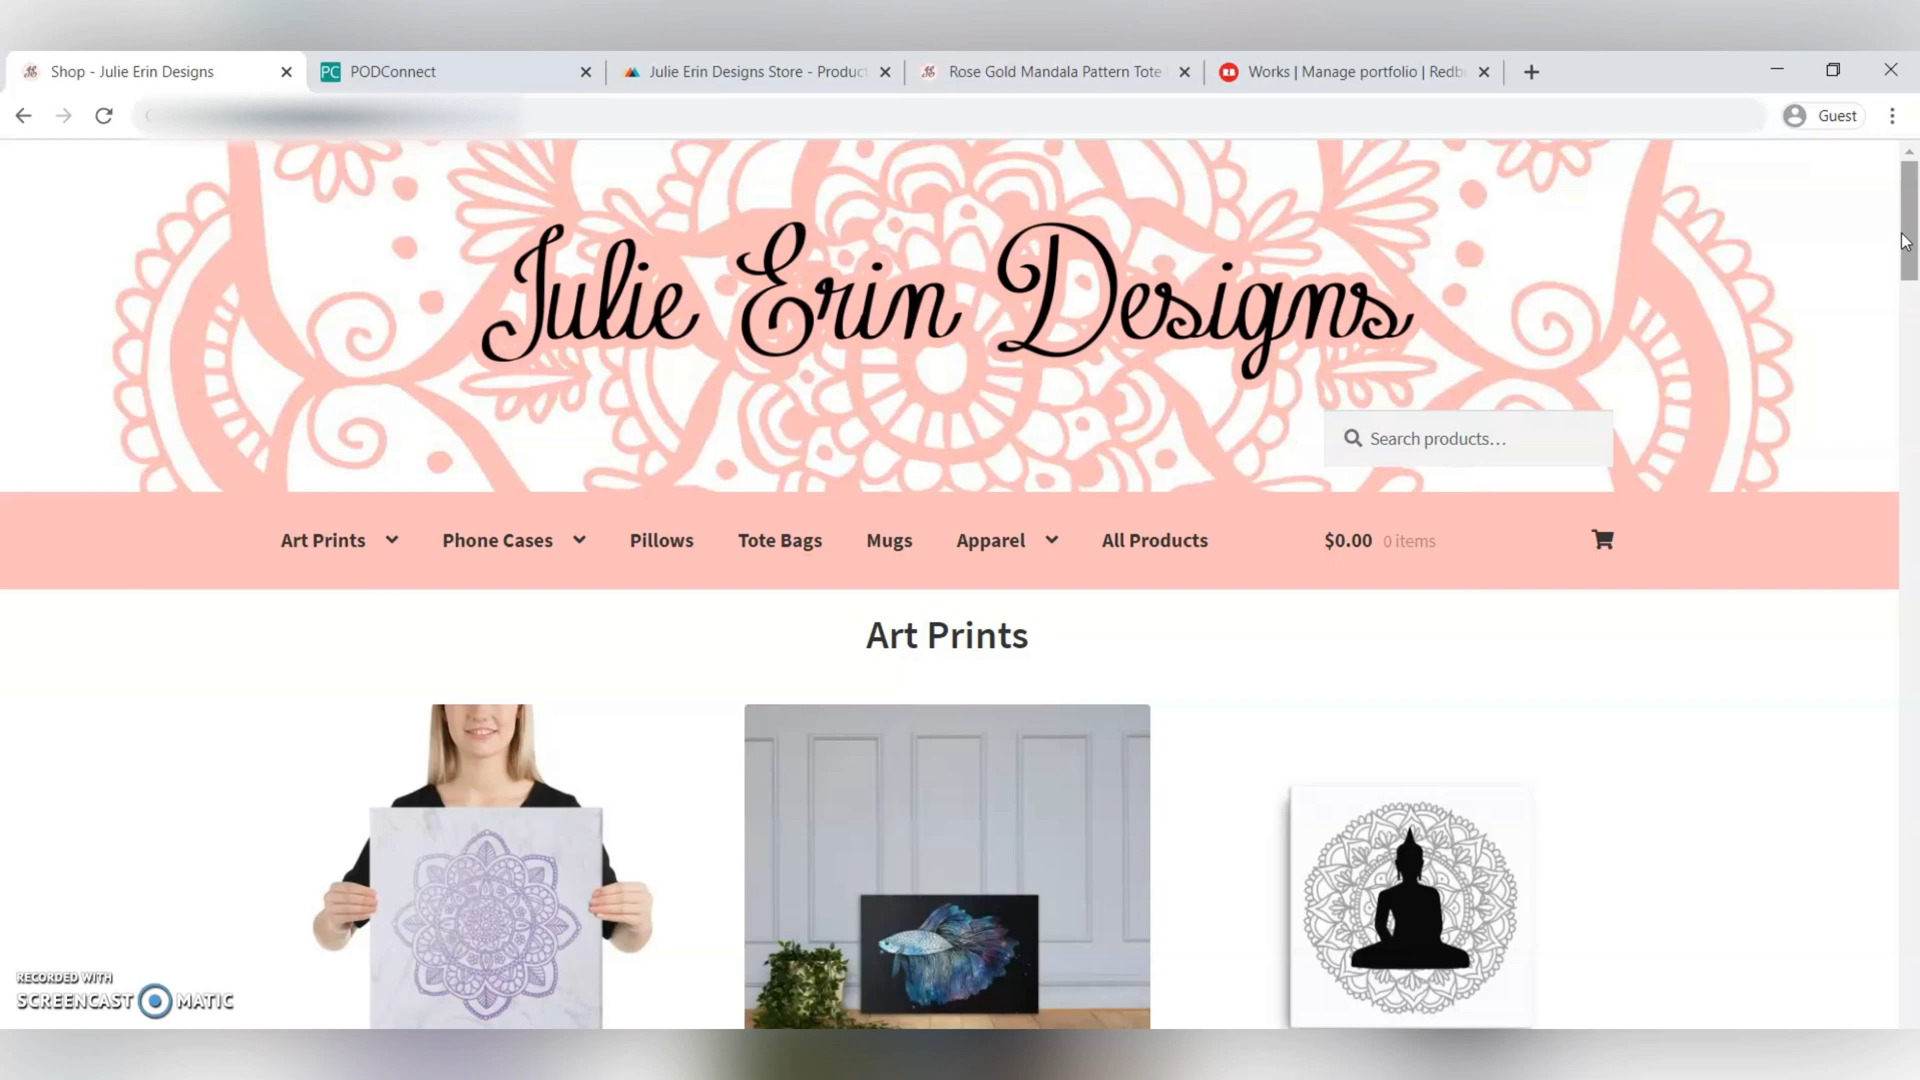 Shop - Julie Erin Designs
PC PODConnect
Julie Erin Designs Store - Product
Rose Gold Mandala Pattern Tote
Works | Manage portfolio | Redb
Guest
Julie Erin Designs
Search products…
Art Prints
Phone Cases
Pillows
Tote Bags
Mugs
Apparel
All Products
$0.00 0 items
Art Prints
RECORDED WITH
SCREENCAST MATIC